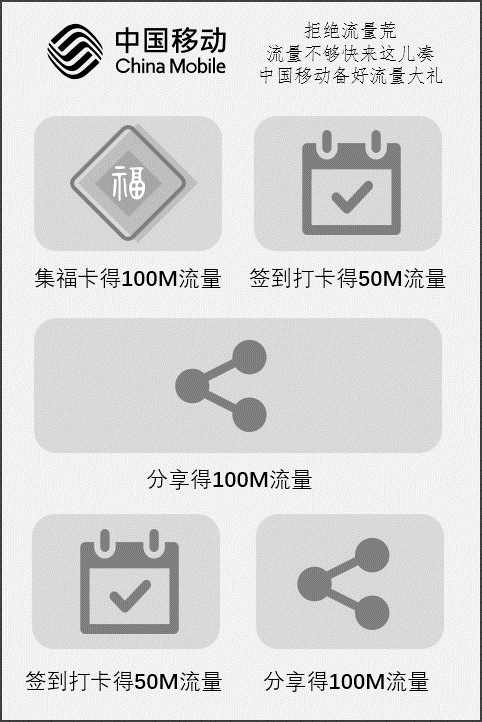 中国移动
China Mobile
拒绝流量荒
流量不够快来这儿凑
中国移动备好流量大礼
福
集福卡得100M流量
签到打卡得50M流量
分享得100M流量
签到打卡得50M流量
分享得100M流量